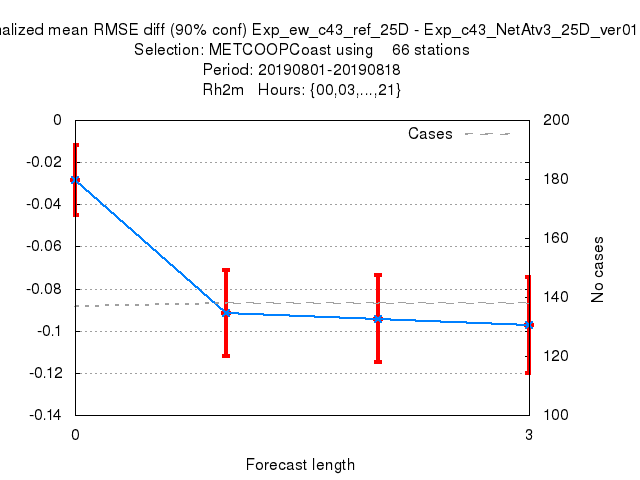 nalized mean RMSE diff (90% conf) Exp_ew_c43_ref_25D - Exp_c43_NetAtv3_25D_ver01
Selection: METCOOPCoast using 66 stations
Period: 20190801-20190818
Rh2m Hours: {00,03,...,21}
Cases
0
-0.02
-0.04
-0.06
-0.08
-0.1
-0.12
-0.14
200
180
160
140
120
100
No cases
0 3
Forecast length